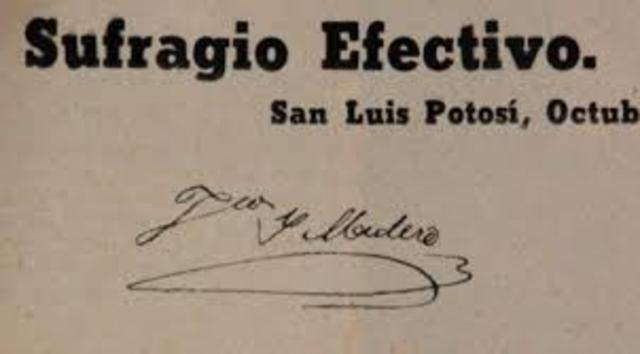 Sufragio Efectivo.
San Luis Potosí, Octub
Fco I Madero